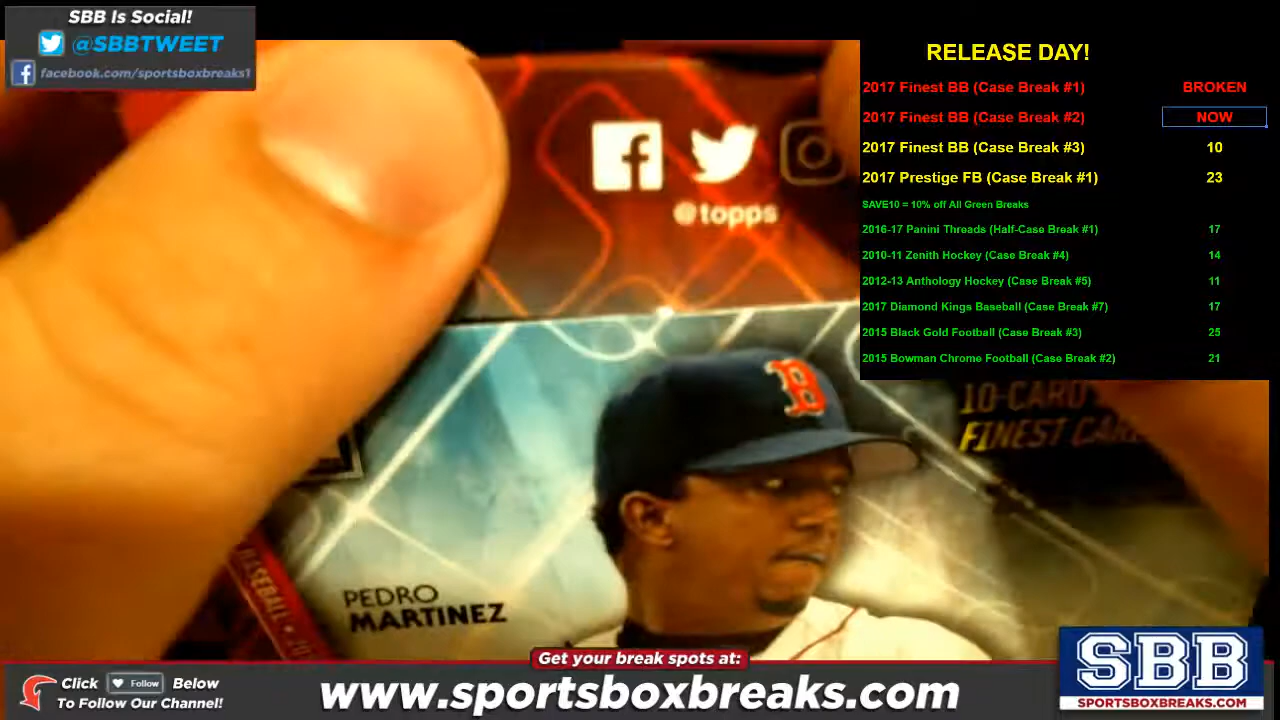 SBB Is Social!
@SBBTWEET
facebook.com/sportsboxbreaks1
RELEASE DAY!
2017 Finest BB (Case Break #1) BROKEN
2017 Finest BB (Case Break #2) NOW
2017 Finest BB (Case Break #3) 10
2017 Prestige FB (Case Break #1) 23
SAVE10 = 10% off All Green Breaks
2016-17 Panini Threads (Half-Case Break #1) 17
2010-11 Zenith Hockey (Case Break #4) 14
2012-13 Anthology Hockey (Case Break #5) 11
2017 Diamond Kings Baseball (Case Break #7) 17
2015 Black Gold Football (Case Break #3) 25
2015 Bowman Chrome Football (Case Break #2) 21
@topps
B
10-CARD
FINEST
PEDRO
MARTINEZ
BASEBALL
Get your break spots at:
Click Follow Below
To Follow Our Channel!
www.sportsboxbreaks.com
SBB
SPORTSBOXBREAKS.COM